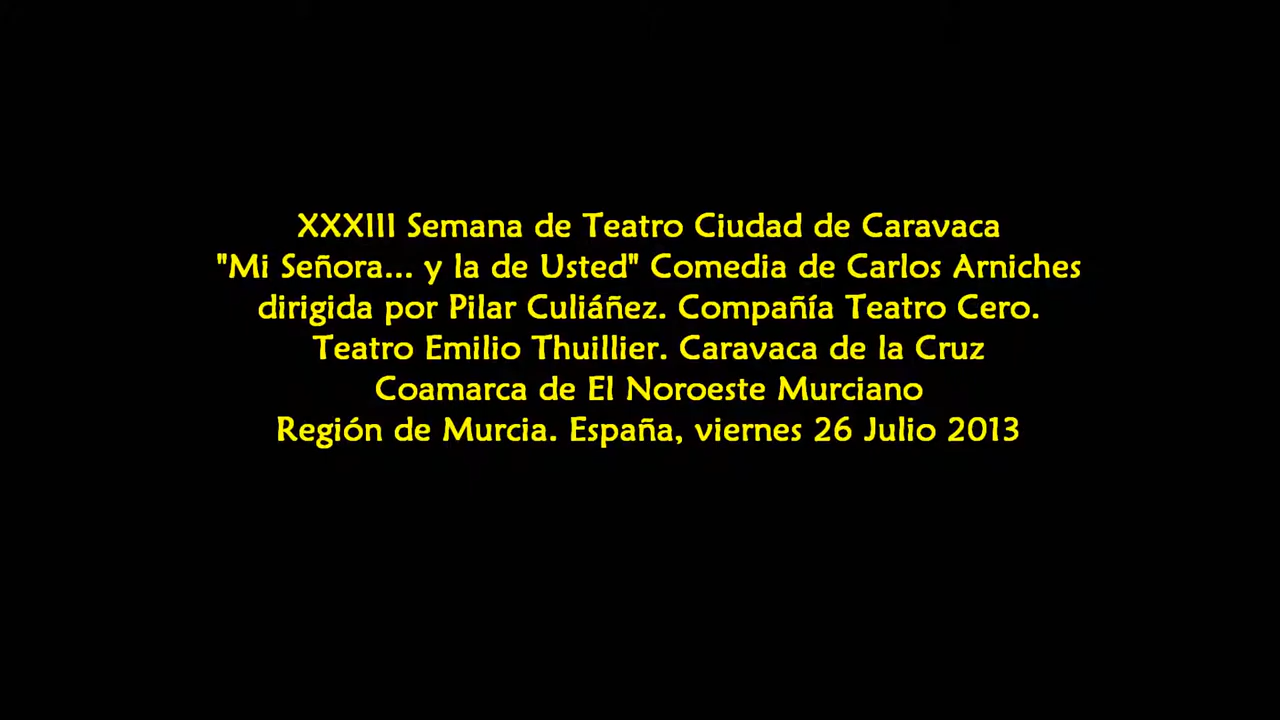 XXXIII Semana de Teatro Ciudad de Caravaca
"Mi Señora... y la de Usted" Comedia de Carlos Arniches
dirigida por Pilar Culiáñez. Compañía Teatro Cero.
Teatro Emilio Thuillier. Caravaca de la Cruz
Coamarca de El Noroeste Murciano
Región de Murcia. España, viernes 26 Julio 2013